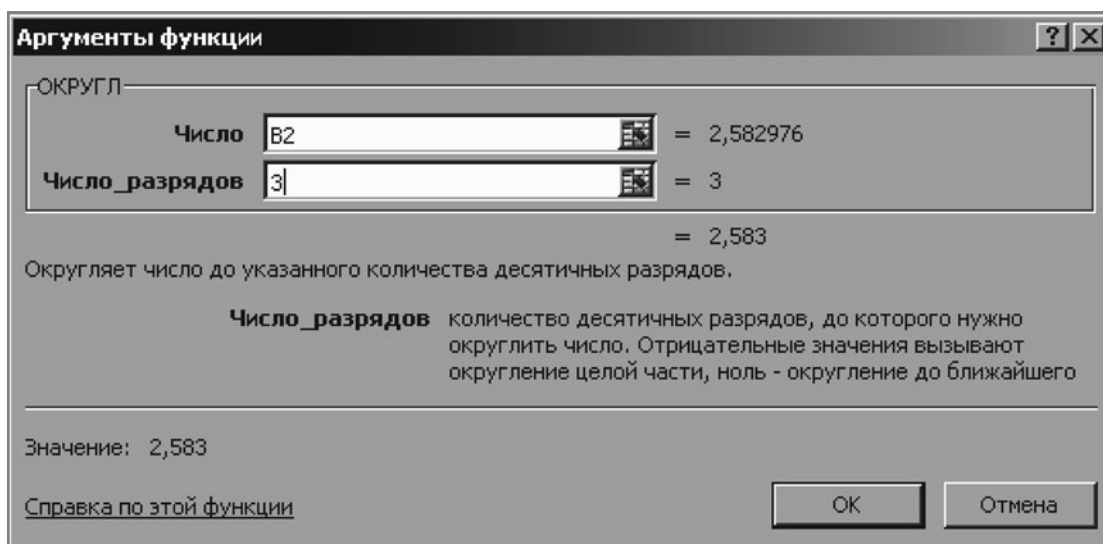 Аргументы функции
ОКРУГЛ
Число B2 = 2,582976
Число_разрядов 3 = 3
= 2,583
Округляет число до указанного количества десятичных разрядов.
Число_разрядов количество десятичных разрядов, до которого нужно
округлить число. Отрицательные значения вызывают
округление целой части, ноль - округление до ближайшего
Значение: 2,583
Справка по этой функции OK Отмена